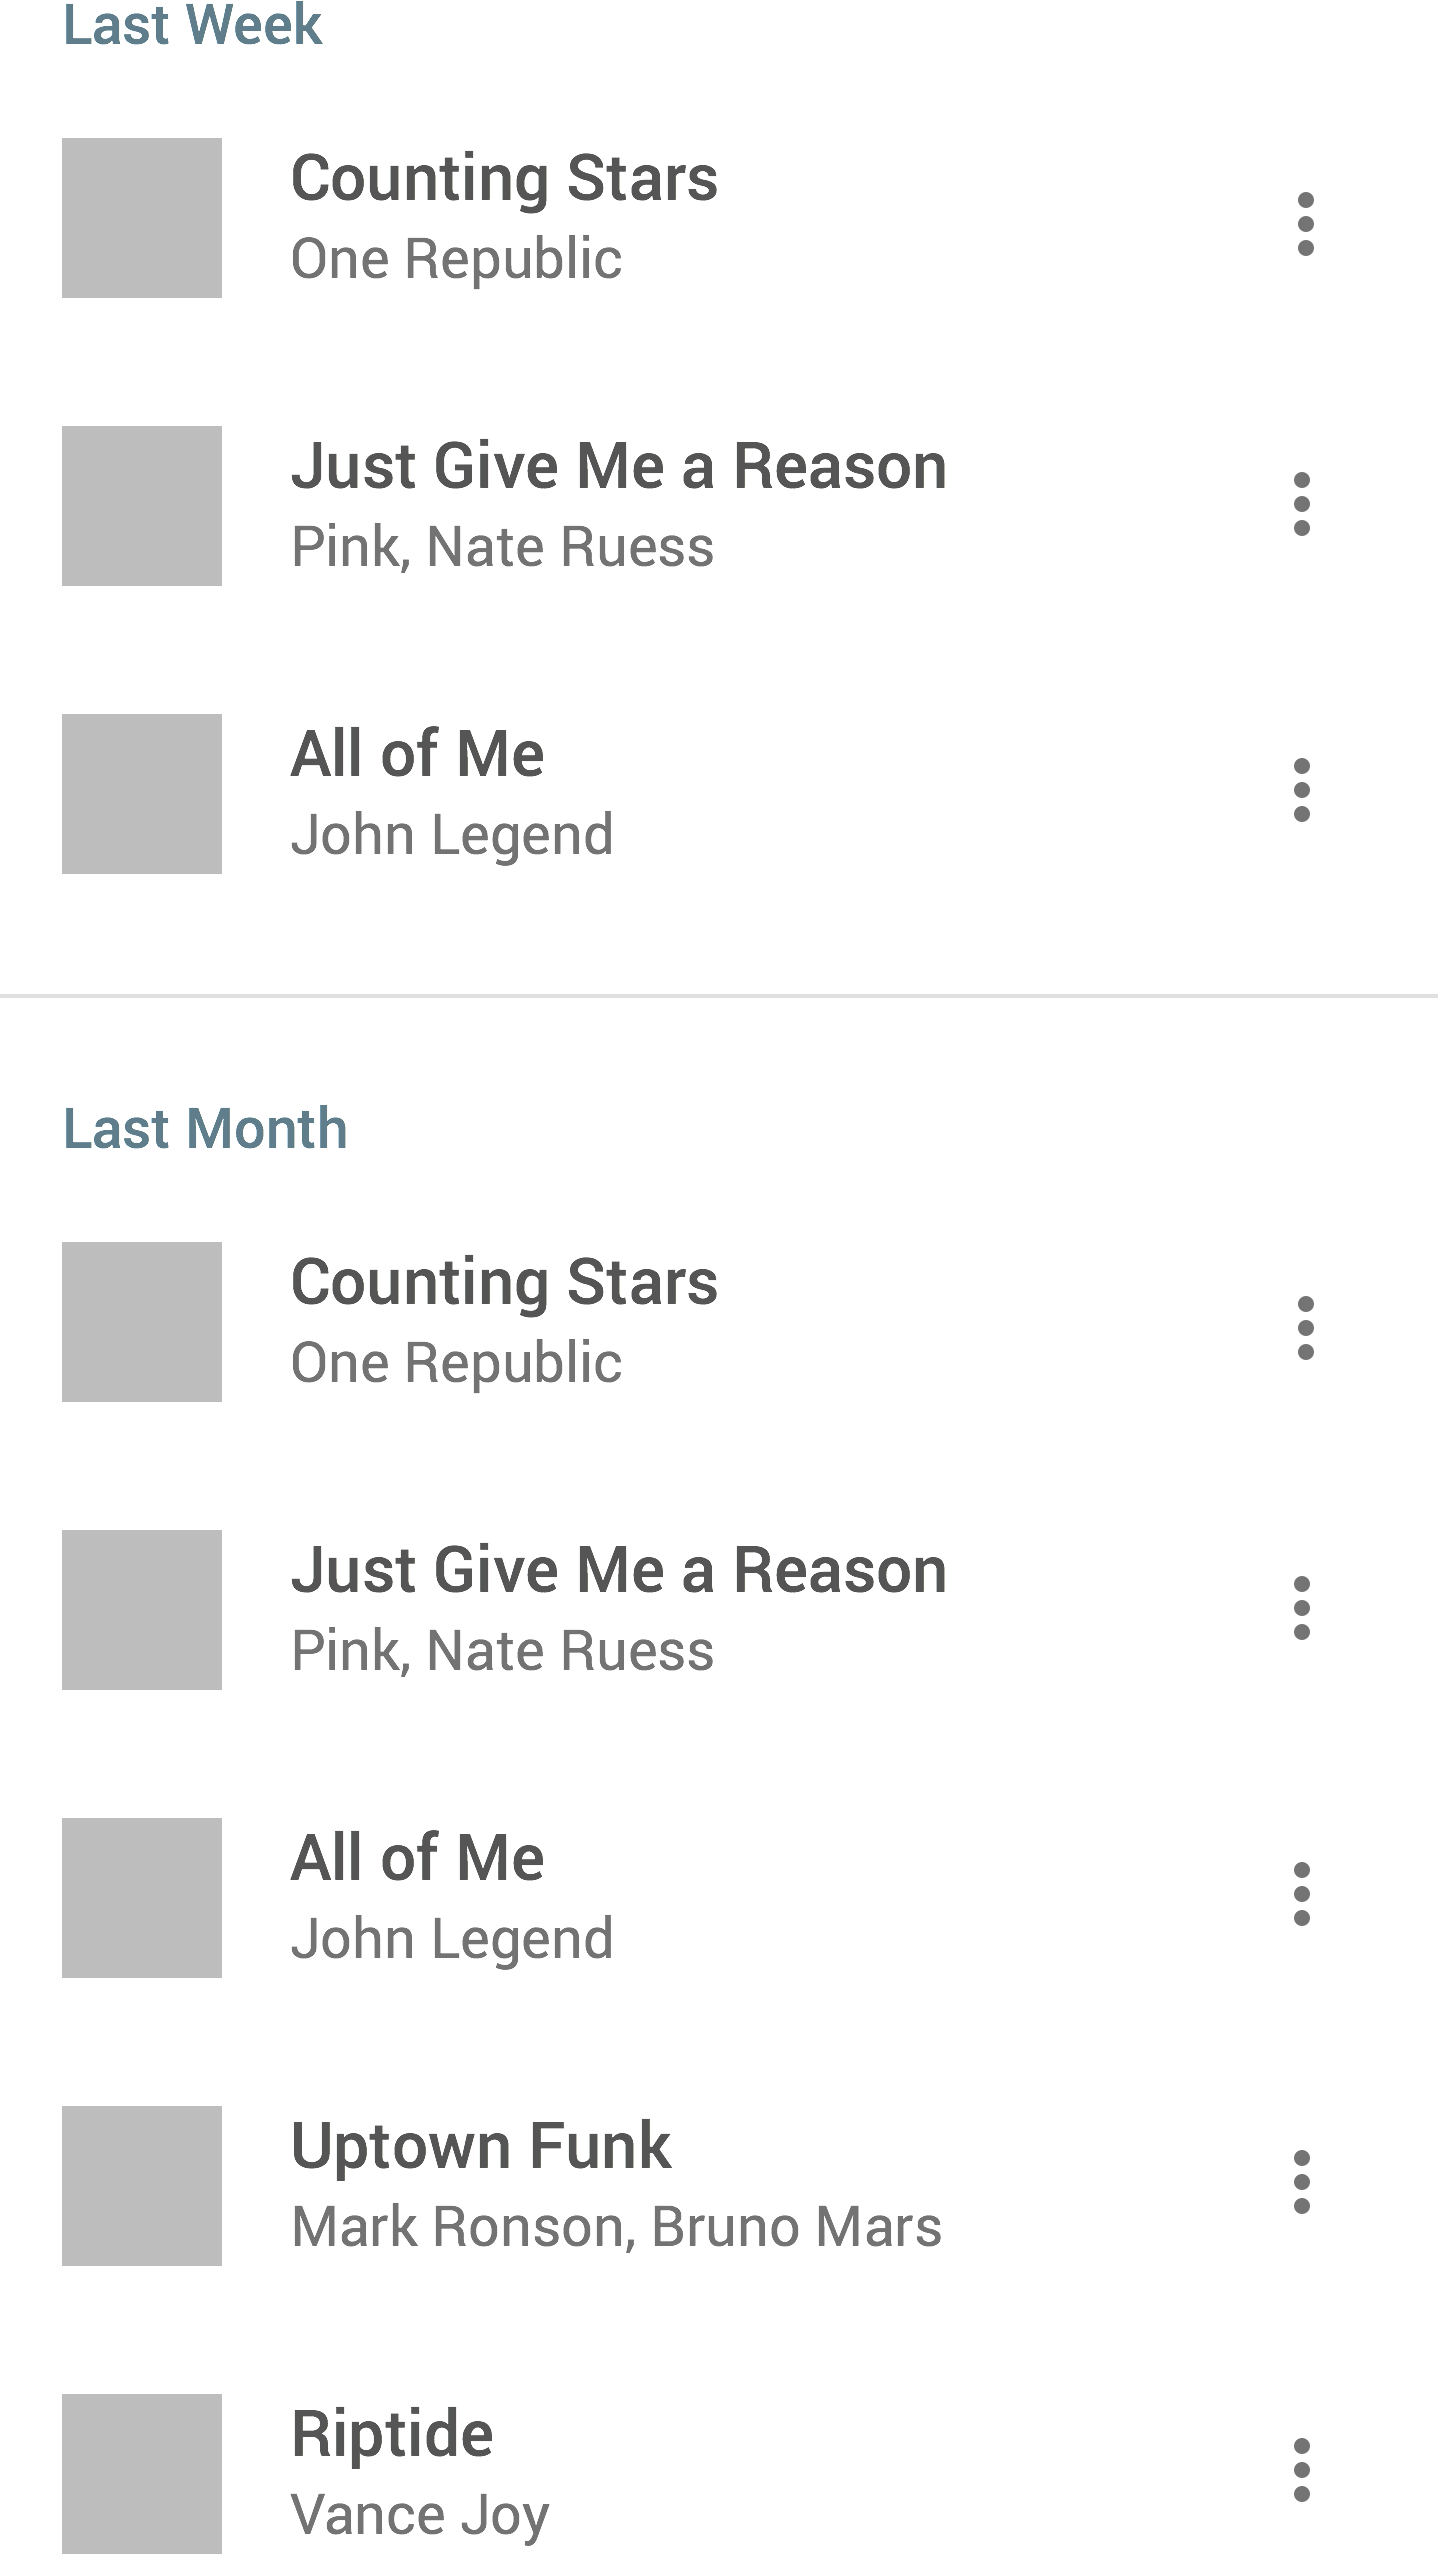 Last Week
Counting Stars
One Republic
Just Give Me a Reason
Pink, Nate Ruess
All of Me
John Legend
Last Month
Counting Stars
One Republic
Just Give Me a Reason
Pink, Nate Ruess
All of Me
John Legend
Uptown Funk
Mark Ronson, Bruno Mars
Riptide
Vance Joy